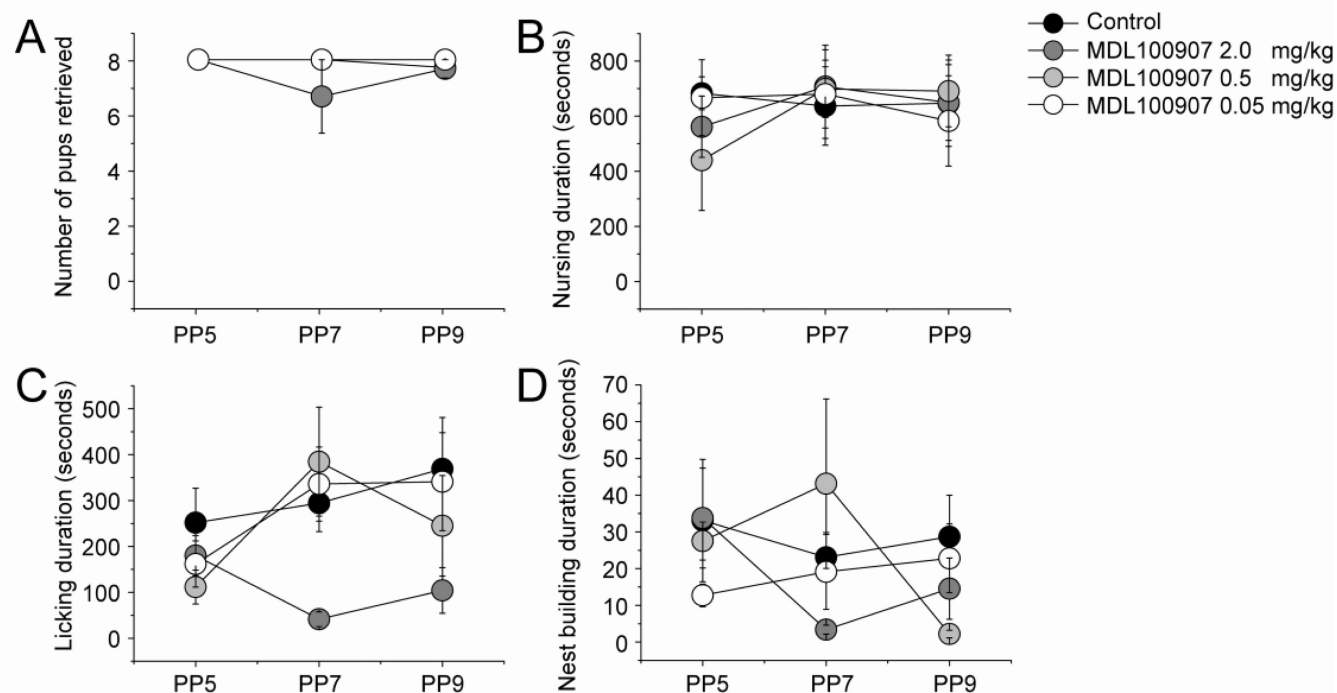 A
Number of pups retrieved
8
6
4
2
0
PP5 PP7 PP9
B
Nursing duration (seconds)
800
600
400
200
0
PP5 PP7 PP9
Control
MDL100907 2.0 mg/kg
MDL100907 0.5 mg/kg
MDL100907 0.05 mg/kg
C
Licking duration (seconds)
500
400
300
200
100
0
PP5 PP7 PP9
D
Nest building duration (seconds)
70
60
50
40
30
20
10
0
PP5 PP7 PP9